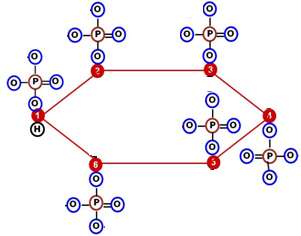 O O
O P O O P O
O O O
O P O 2 3
O
1 O 4
H O P O O
O O P O
6 5 O
O
O P O
O